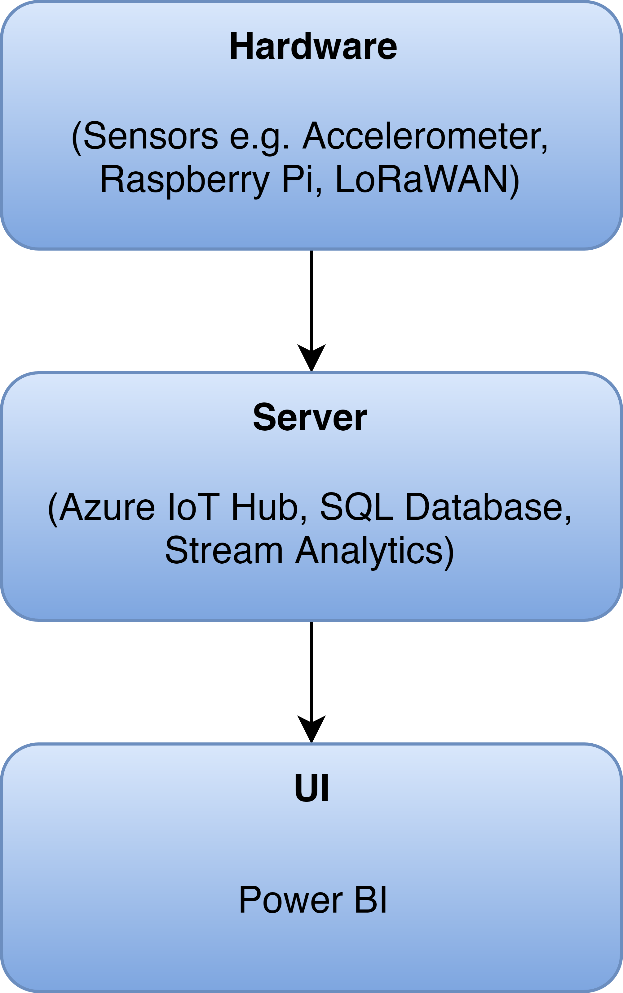 Hardware
(Sensors e.g. Accelerometer,
Raspberry Pi, LoRaWAN)
Server
(Azure IoT Hub, SQL Database,
Stream Analytics)
UI
Power BI